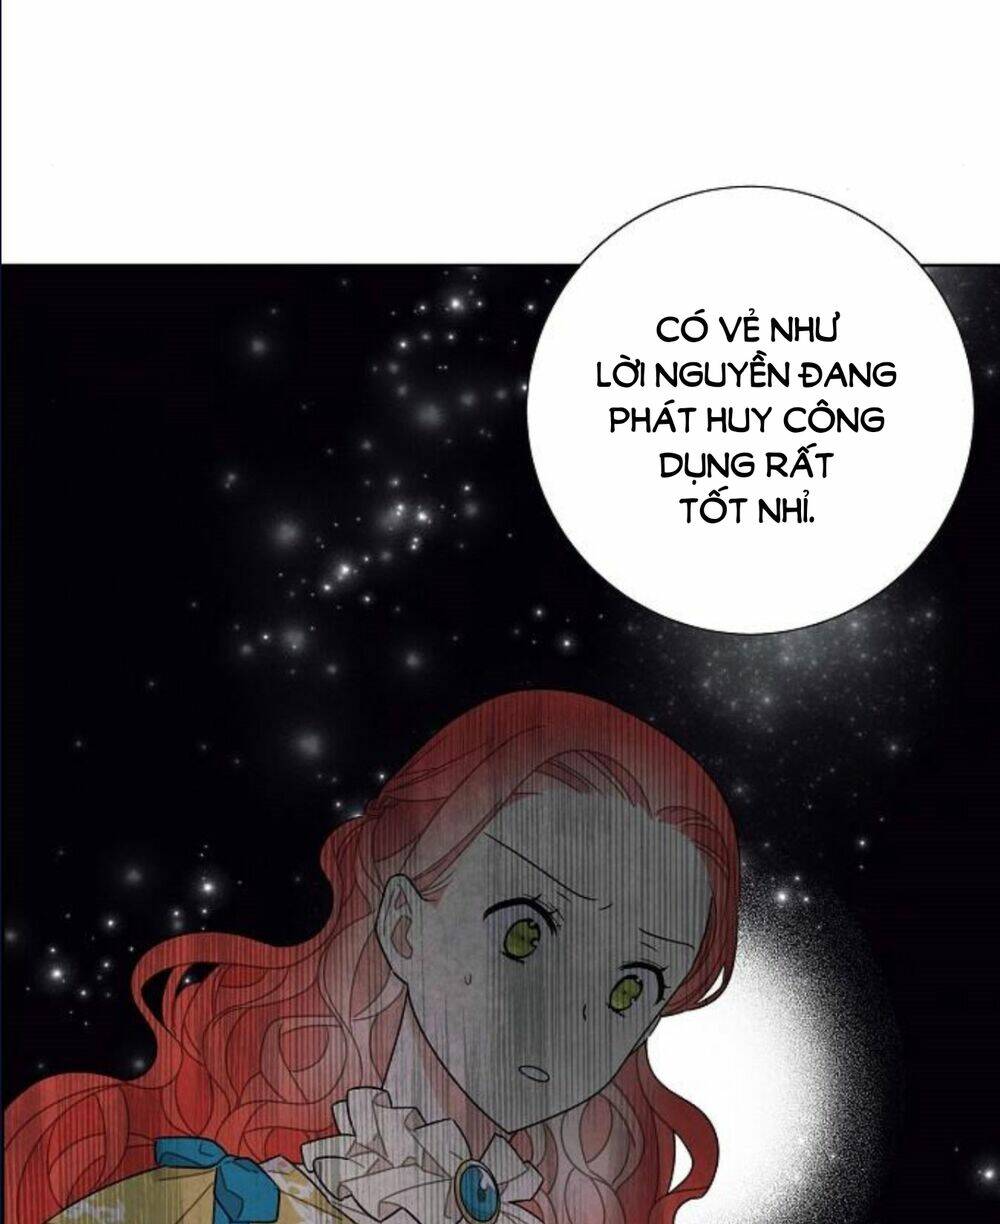 CÓ VẺ NHƯ
LỜI NGUYỀN ĐANG
PHÁT HUY CÔNG
DỤNG RẤT
TỐT NHỈ.